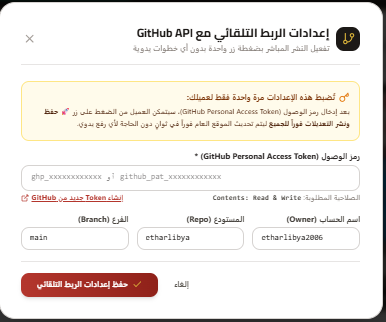 إعدادات الربط التلقائي مع GitHub API
تفعيل النشر المباشر بضغطة زر واحدة بدون أي خطوات يدوية
تُضبط هذه الإعدادات مرة واحدة فقط لعميلك:
بعد إدخال رمز الوصول (GitHub Personal Access Token)، سيتمكن العميل من الضغط على زر 🚀 حفظ
ونشر التعديلات فوراً للجميع ليتم تحديث الموقع العام فوراً في ثوانٍ دون الحاجة لأي رفع يدوي.
رمز الوصول (GitHub Personal Access Token) *
ghp_xxxxxxxxxxxx أو github_pat_xxxxxxxxxxxx
الصلاحية المطلوبة: Contents: Read & Write
إنشاء Token جديد من GitHub
اسم الحساب (Owner)
المستودع (Repo)
الفرع (Branch)
etharlibya2006
etharlibya
main
إلغاء
حفظ إعدادات الربط التلقائي